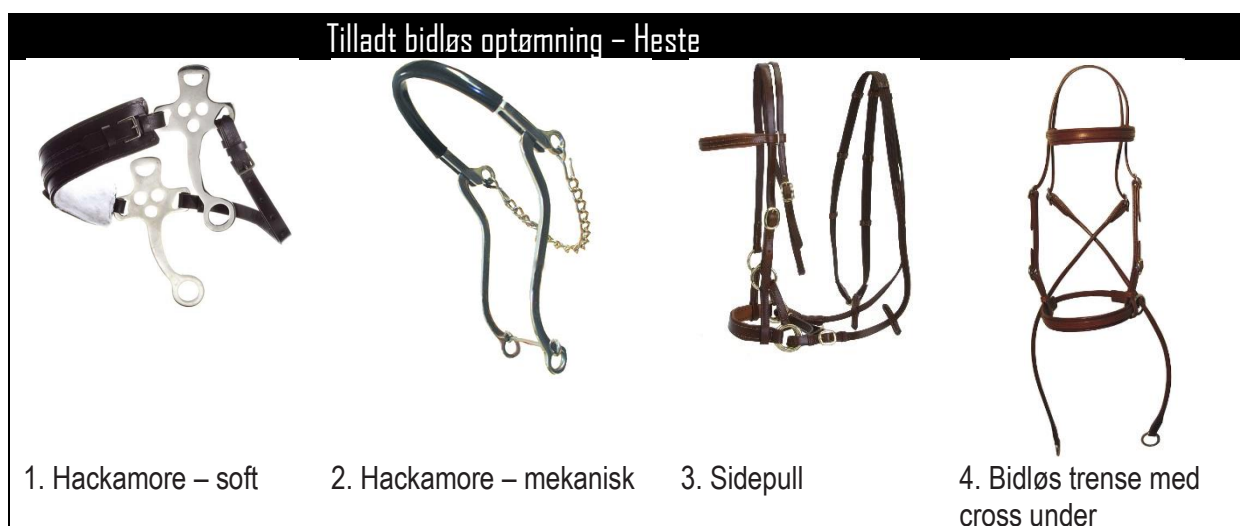 Tilladt bidløs optømning – Heste
1. Hackamore – soft
2. Hackamore – mekanisk
3. Sidepull
4. Bidløs trense med
cross under